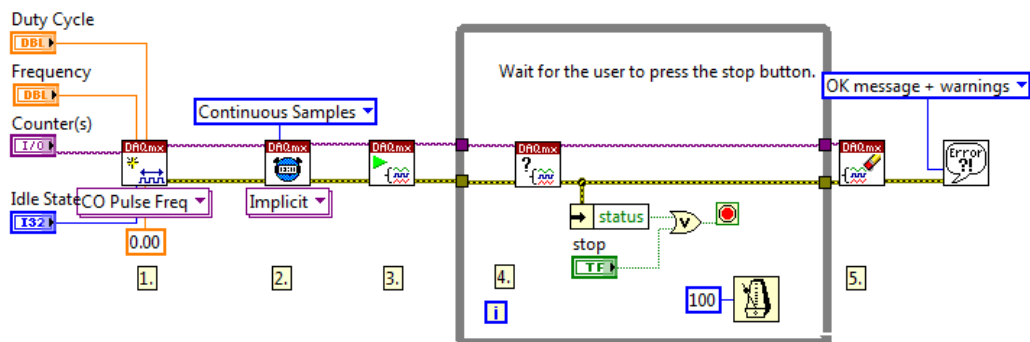 Duty Cycle
DBL
Frequency
DBL
Counter(s)
I/O
Idle State
I32
DAQmx
CO Pulse Freq
0.00
1.
Continuous Samples
DAQmx
Implicit
2.
DAQmx
3.
Wait for the user to press the stop button.
DAQmx
?
status
V
stop
TF
4.
i
100
OK message + warnings
DAQmx
Error
?!
5.